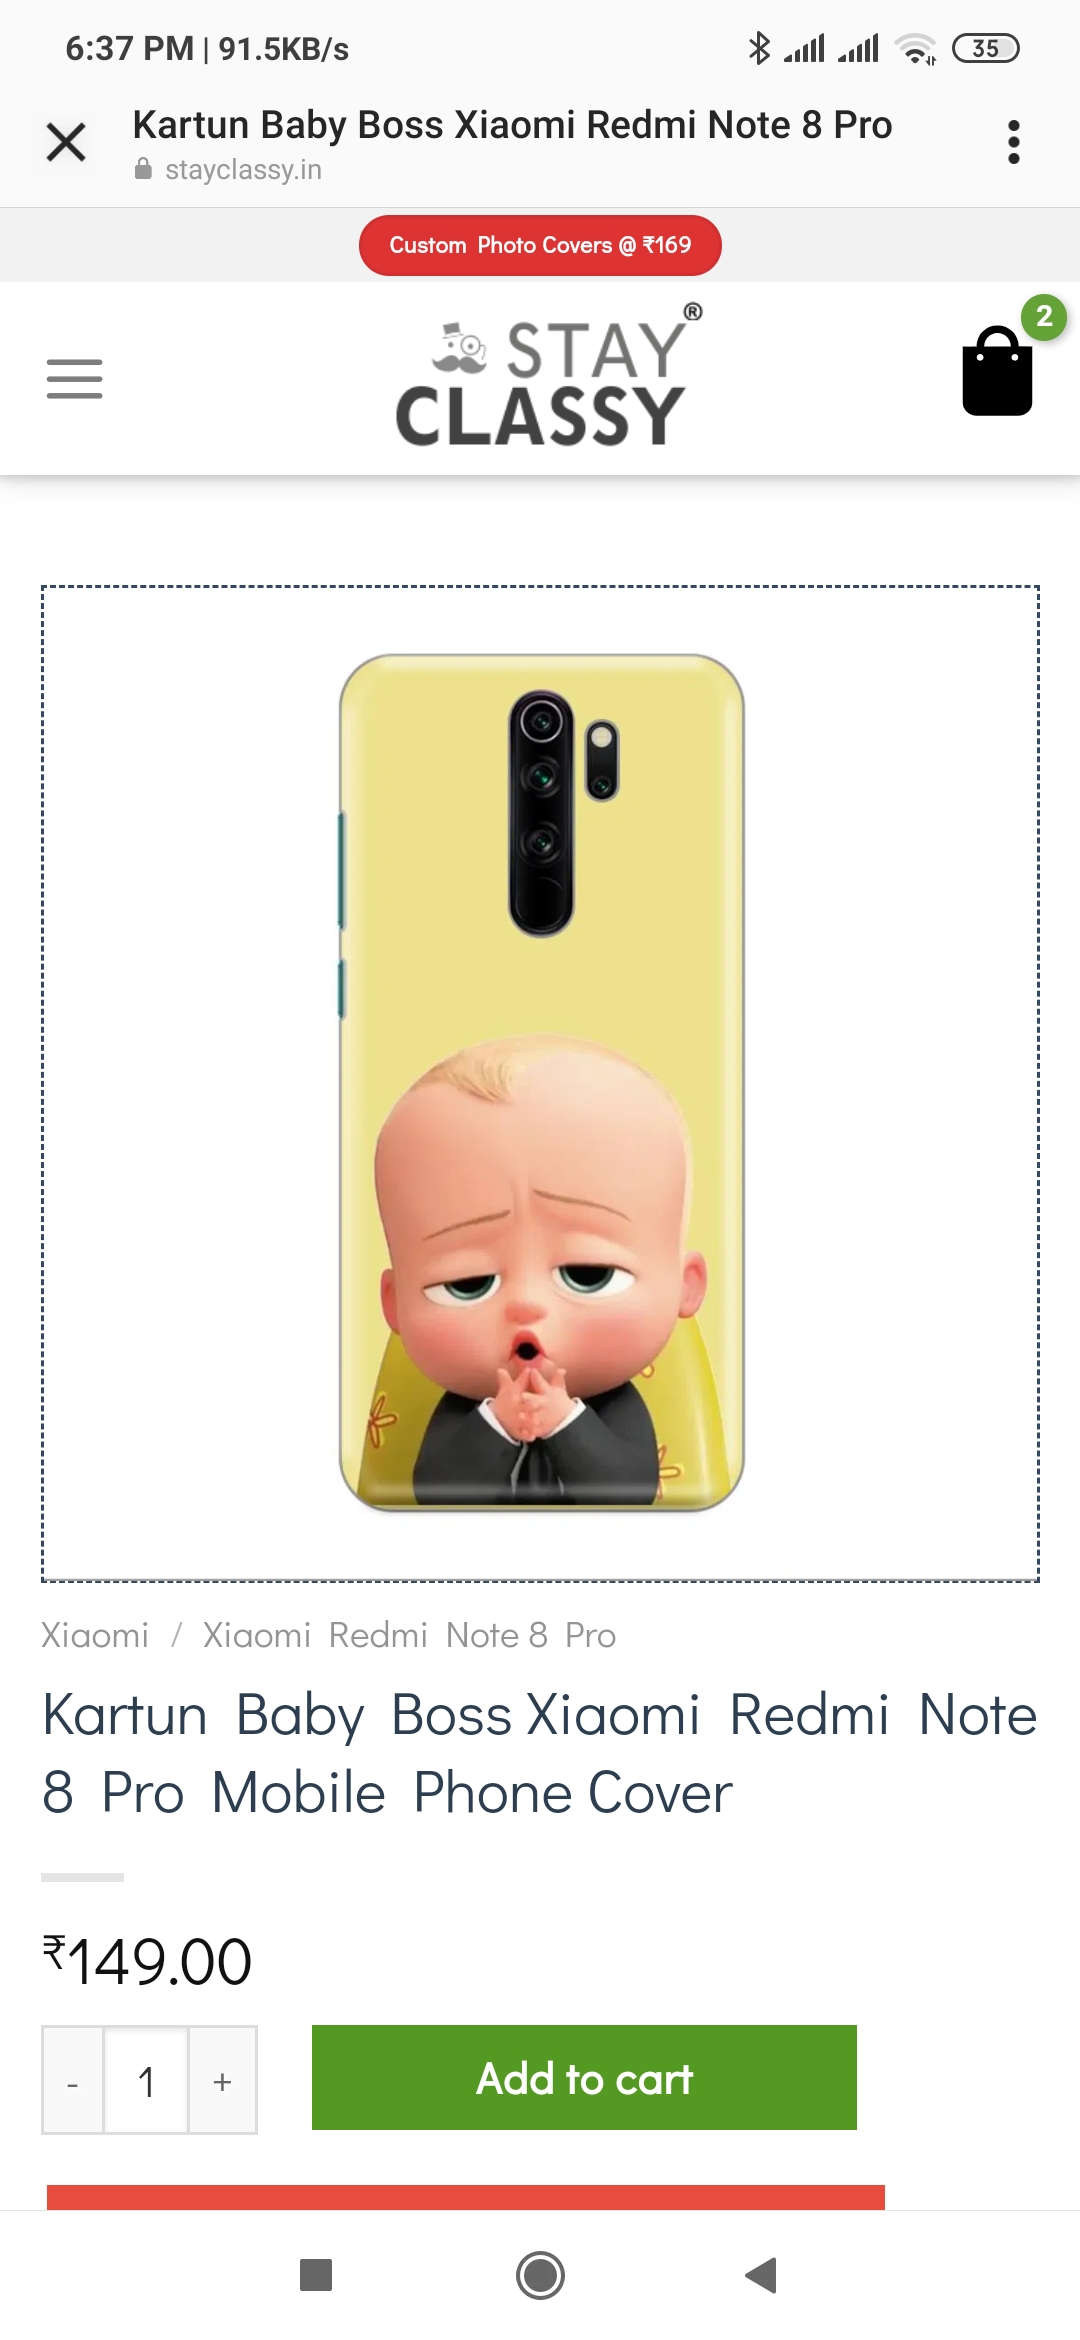 6:37 PM | 91.5KB/s
35
Kartun Baby Boss Xiaomi Redmi Note 8 Pro
stayclassy.in
Custom Photo Covers @ ₹169
STAY®
CLASSY
2
Xiaomi / Xiaomi Redmi Note 8 Pro
Kartun Baby Boss Xiaomi Redmi Note
8 Pro Mobile Phone Cover
₹149.00
- 1 +
Add to cart